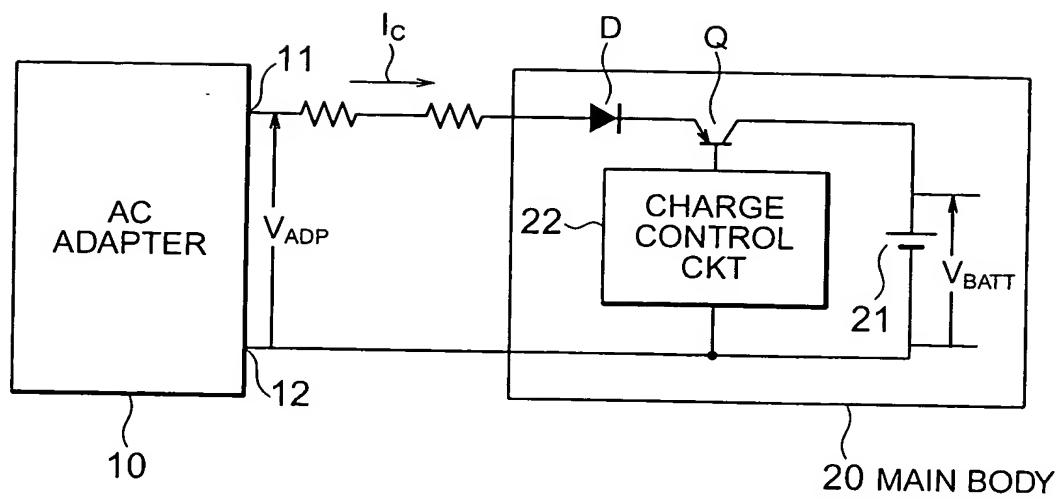 I_C
D
Q
11
AC
ADAPTER
V_ADP
22
CHARGE
CONTROL
CKT
21
V_BATT
12
10
20 MAIN BODY